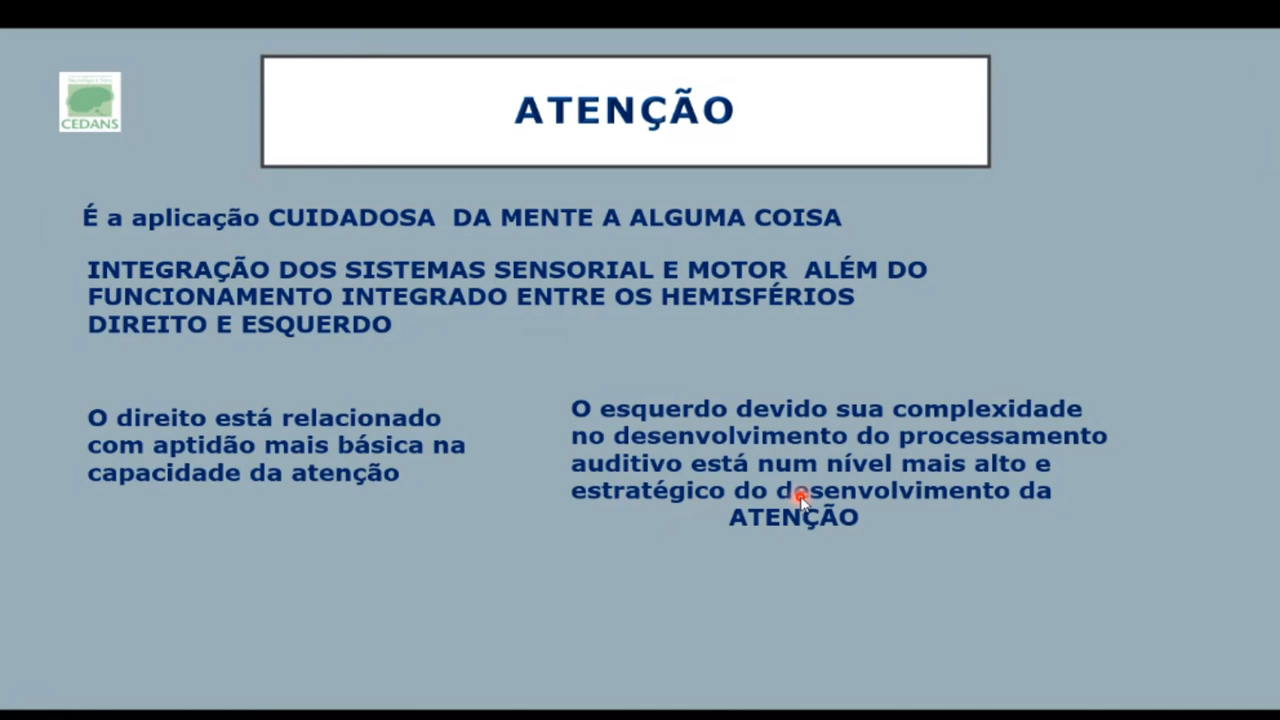 CEDANS
ATENÇÃO
É a aplicação CUIDADOSA DA MENTE A ALGUMA COISA
INTEGRAÇÃO DOS SISTEMAS SENSORIAL E MOTOR ALÉM DO
FUNCIONAMENTO INTEGRADO ENTRE OS HEMISFÉRIOS
DIREITO E ESQUERDO
O direito está relacionado
com aptidão mais básica na
capacidade da atenção
O esquerdo devido sua complexidade
no desenvolvimento do processamento
auditivo está num nível mais alto e
estratégico do desenvolvimento da
ATENÇÃO